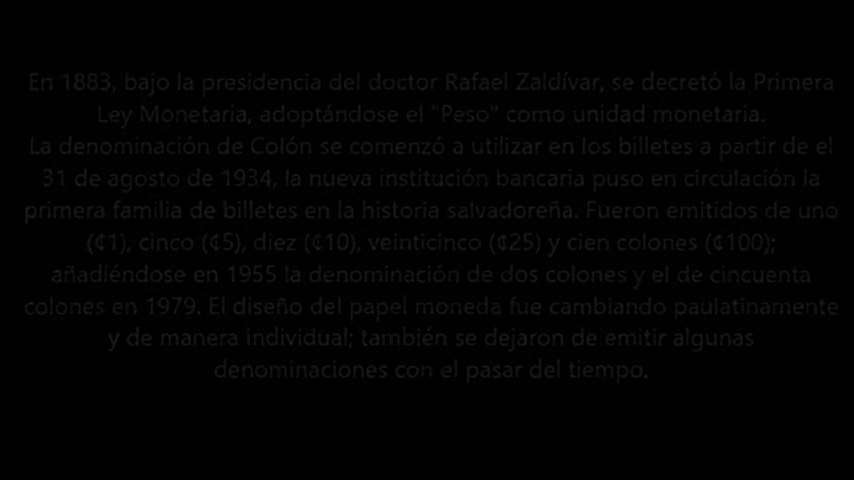 En 1883, bajo la presidencia del doctor Rafael Zaldívar, se decretó la Primera
Ley Monetaria, adoptándose el "Peso" como unidad monetaria.
La denominación de Colón se comenzó a utilizar en los billetes a partir de el
31 de agosto de 1934, la nueva institución bancaria puso en circulación la
primera familia de billetes en la historia salvadoreña. Fueron emitidos de uno
(¢1), cinco (¢5), diez (¢10), veinticinco (¢25) y cien colones (¢100);
añadiéndose en 1955 la denominación de dos colones y el de cincuenta
colones en 1979. El diseño del papel moneda fue cambiando paulatinamente
y de manera individual; también se dejaron de emitir algunas
denominaciones con el pasar del tiempo.